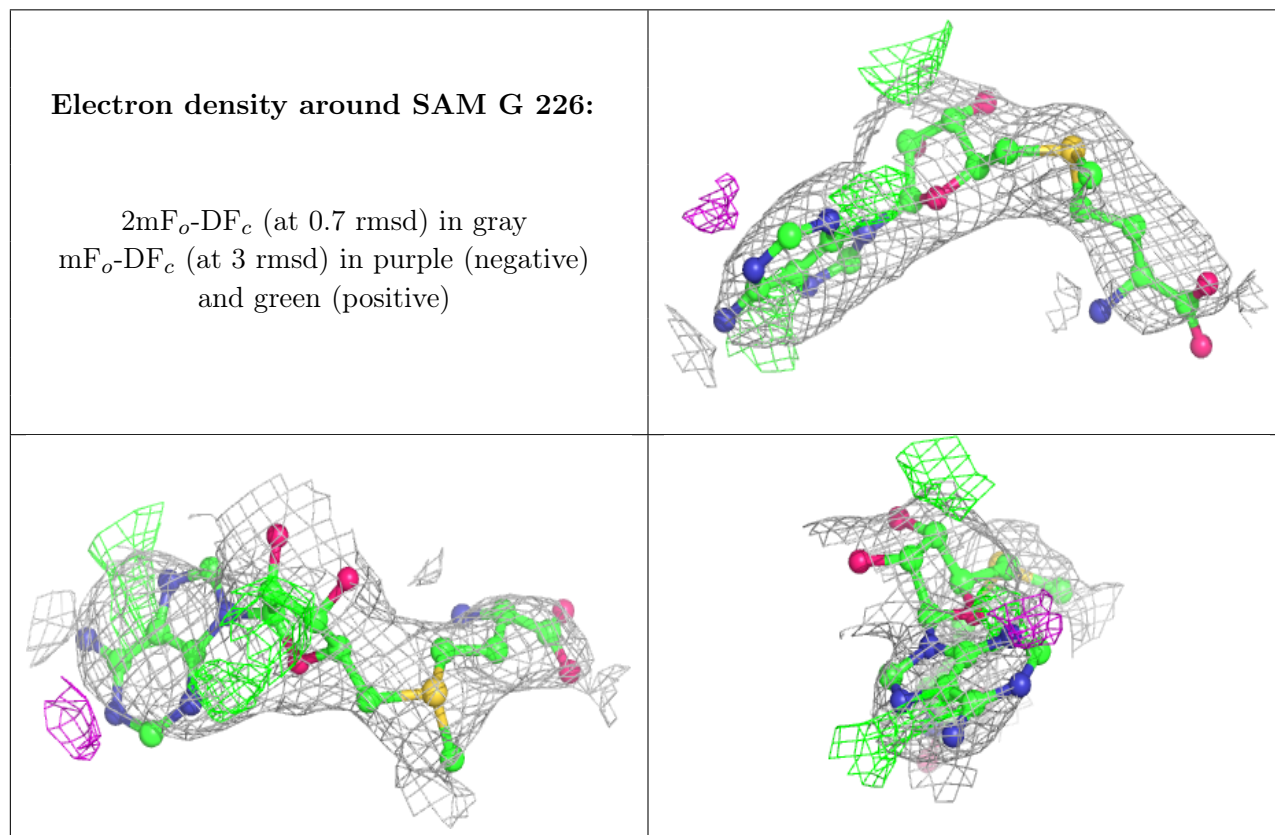 Electron density around SAM G 226:
2mFo-DFc (at 0.7 rmsd) in gray
mFo-DFc (at 3 rmsd) in purple (negative)
and green (positive)